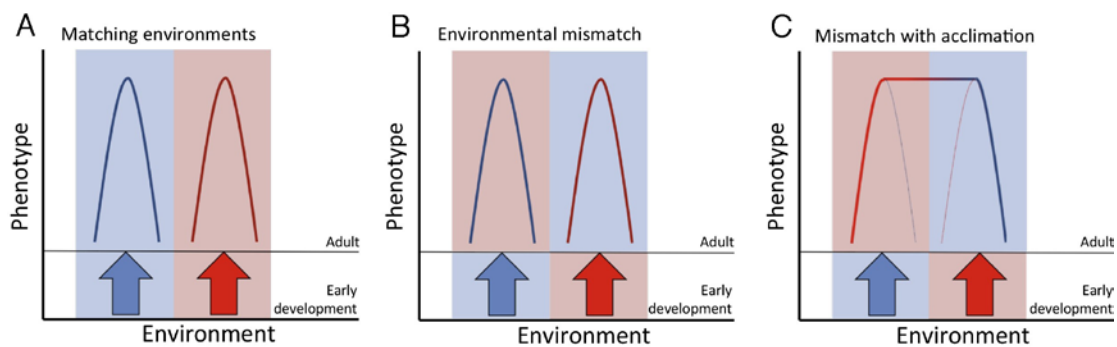 A
Matching environments
Phenotype
Adult
Early
development
Environment
B
Environmental mismatch
Phenotype
Adult
Early
development
Environment
C
Mismatch with acclimation
Phenotype
Adult
Early
development
Environment